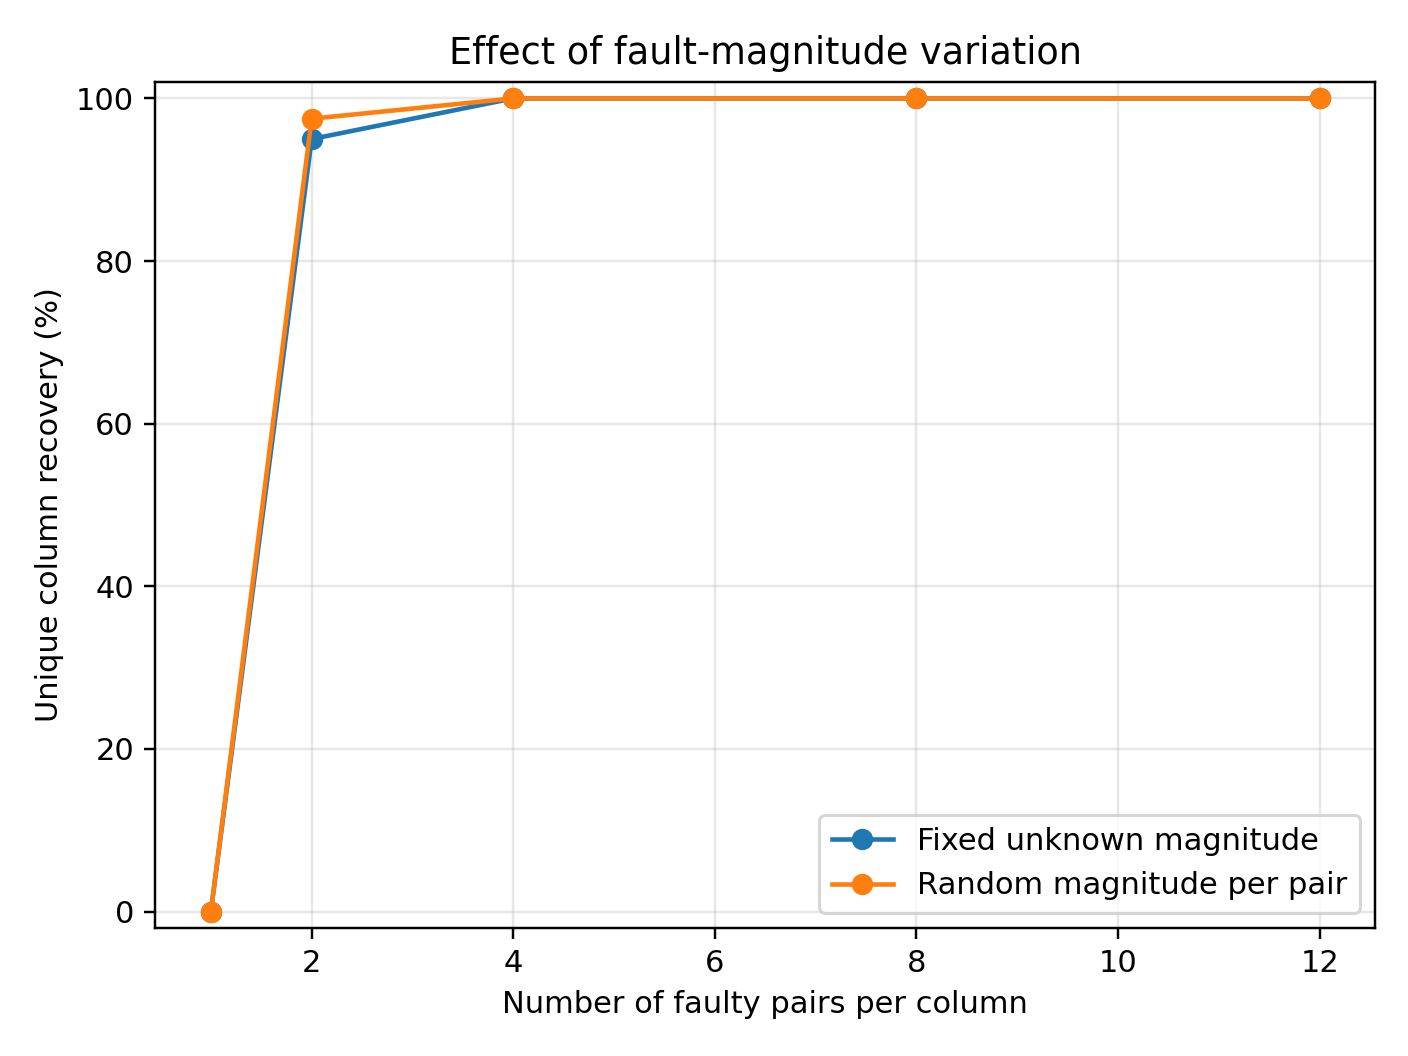 Effect of fault-magnitude variation
100
80
60
40
20
0
Unique column recovery (%)
Fixed unknown magnitude
Random magnitude per pair
2 4 6 8 10 12
Number of faulty pairs per column